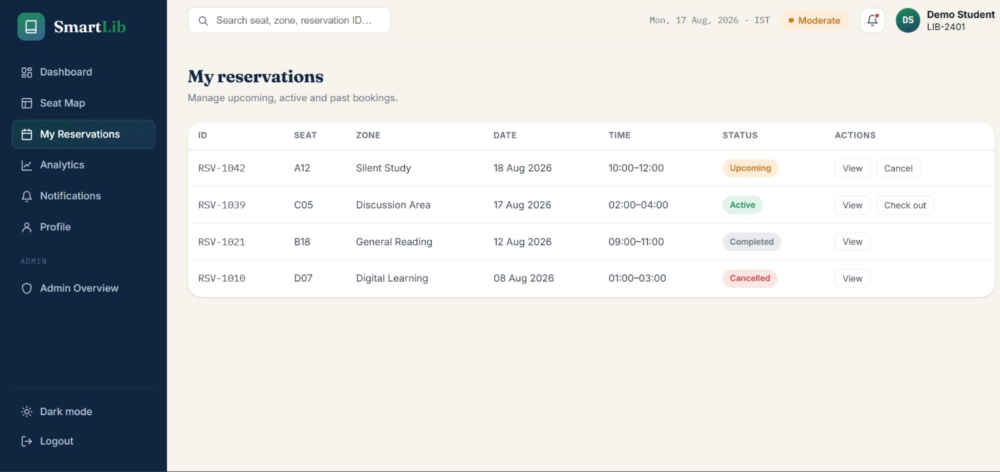 SmartLib
Search seat, zone, reservation ID...
Mon, 17 Aug, 2026 · IST
Moderate
DS
Demo Student
LIB-2401
Dashboard
Seat Map
My Reservations
Analytics
Notifications
Profile
ADMIN
Admin Overview
Dark mode
Logout
My reservations
Manage upcoming, active and past bookings.
ID SEAT ZONE DATE TIME STATUS ACTIONS
RSV-1042 A12 Silent Study 18 Aug 2026 10:00–12:00 Upcoming View Cancel
RSV-1039 C05 Discussion Area 17 Aug 2026 02:00–04:00 Active View Check out
RSV-1021 B18 General Reading 12 Aug 2026 09:00–11:00 Completed View
RSV-1010 D07 Digital Learning 08 Aug 2026 01:00–03:00 Cancelled View